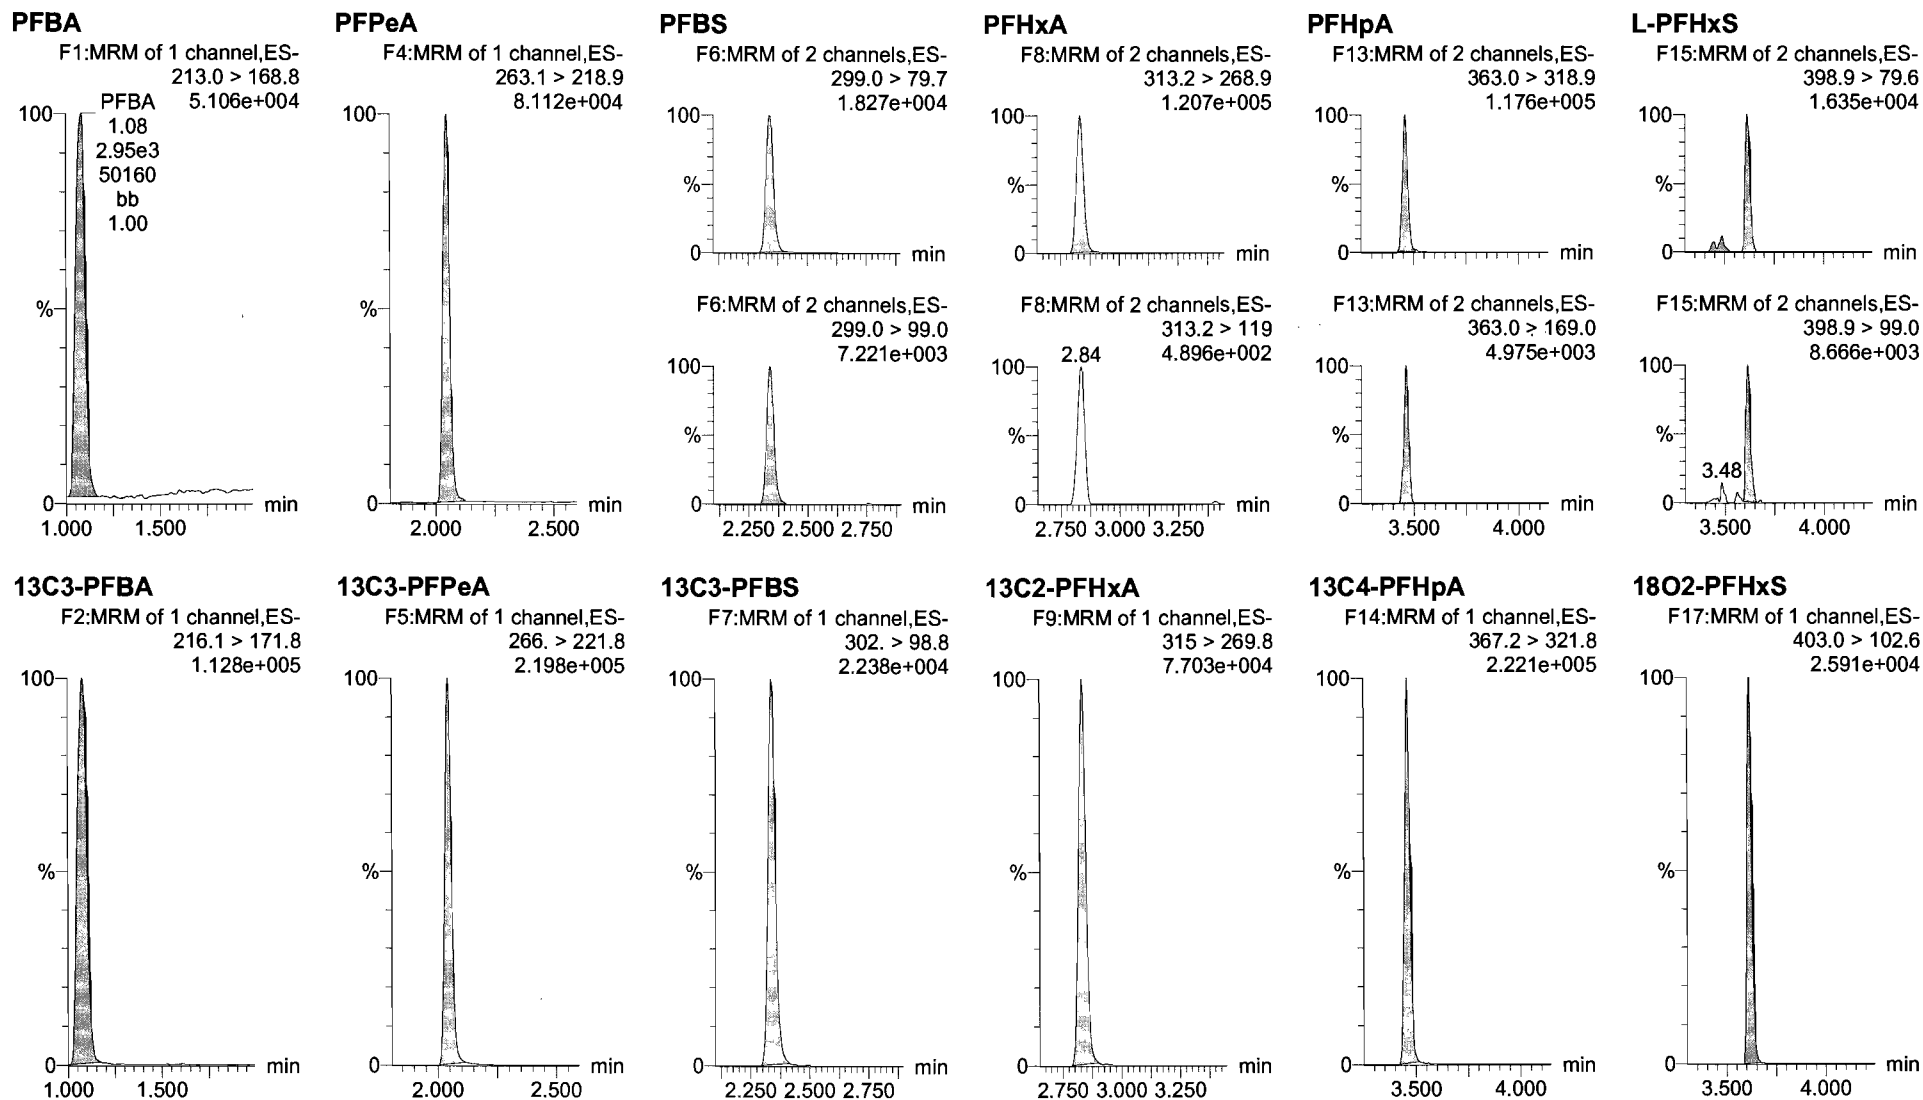 PFBA
F1:MRM of 1 channel,ES-
213.0 > 168.8
5.106e+004
100
PFBA
1.08
2.95e3
50160
bb
1.00
%
0
min
1.000 1.500
PFPeA
F4:MRM of 1 channel,ES-
263.1 > 218.9
8.112e+004
100
%
0
min
2.000 2.500
PFBS
F6:MRM of 2 channels,ES-
299.0 > 79.7
1.827e+004
100
%
0
min
F6:MRM of 2 channels,ES-
299.0 > 99.0
7.221e+003
100
%
0
min
2.250 2.500 2.750
PFHxA
F8:MRM of 2 channels,ES-
313.2 > 268.9
1.207e+005
100
%
0
min
F8:MRM of 2 channels,ES-
313.2 > 119
2.84 4.896e+002
100
%
0
min
2.750 3.000 3.250
PFHpA
F13:MRM of 2 channels,ES-
363.0 > 318.9
1.176e+005
100
%
0
min
F13:MRM of 2 channels,ES-
363.0 > 169.0
4.975e+003
100
%
0
min
3.500 4.000
L-PFHxS
F15:MRM of 2 channels,ES-
398.9 > 79.6
1.635e+004
100
%
0
min
F15:MRM of 2 channels,ES-
398.9 > 99.0
8.666e+003
100
%
3.48
0
min
3.500 4.000
13C3-PFBA
F2:MRM of 1 channel,ES-
216.1 > 171.8
1.128e+005
100
%
0
min
1.000 1.500
13C3-PFPeA
F5:MRM of 1 channel,ES-
266. > 221.8
2.198e+005
100
%
0
min
2.000 2.500
13C3-PFBS
F7:MRM of 1 channel,ES-
302. > 98.8
2.238e+004
100
%
0
min
2.250 2.500 2.750
13C2-PFHxA
F9:MRM of 1 channel,ES-
315 > 269.8
7.703e+004
100
%
0
min
2.750 3.000 3.250
13C4-PFHpA
F14:MRM of 1 channel,ES-
367.2 > 321.8
2.221e+005
100
%
0
min
3.500 4.000
18O2-PFHxS
F17:MRM of 1 channel,ES-
403.0 > 102.6
2.591e+004
100
%
0
min
3.500 4.000